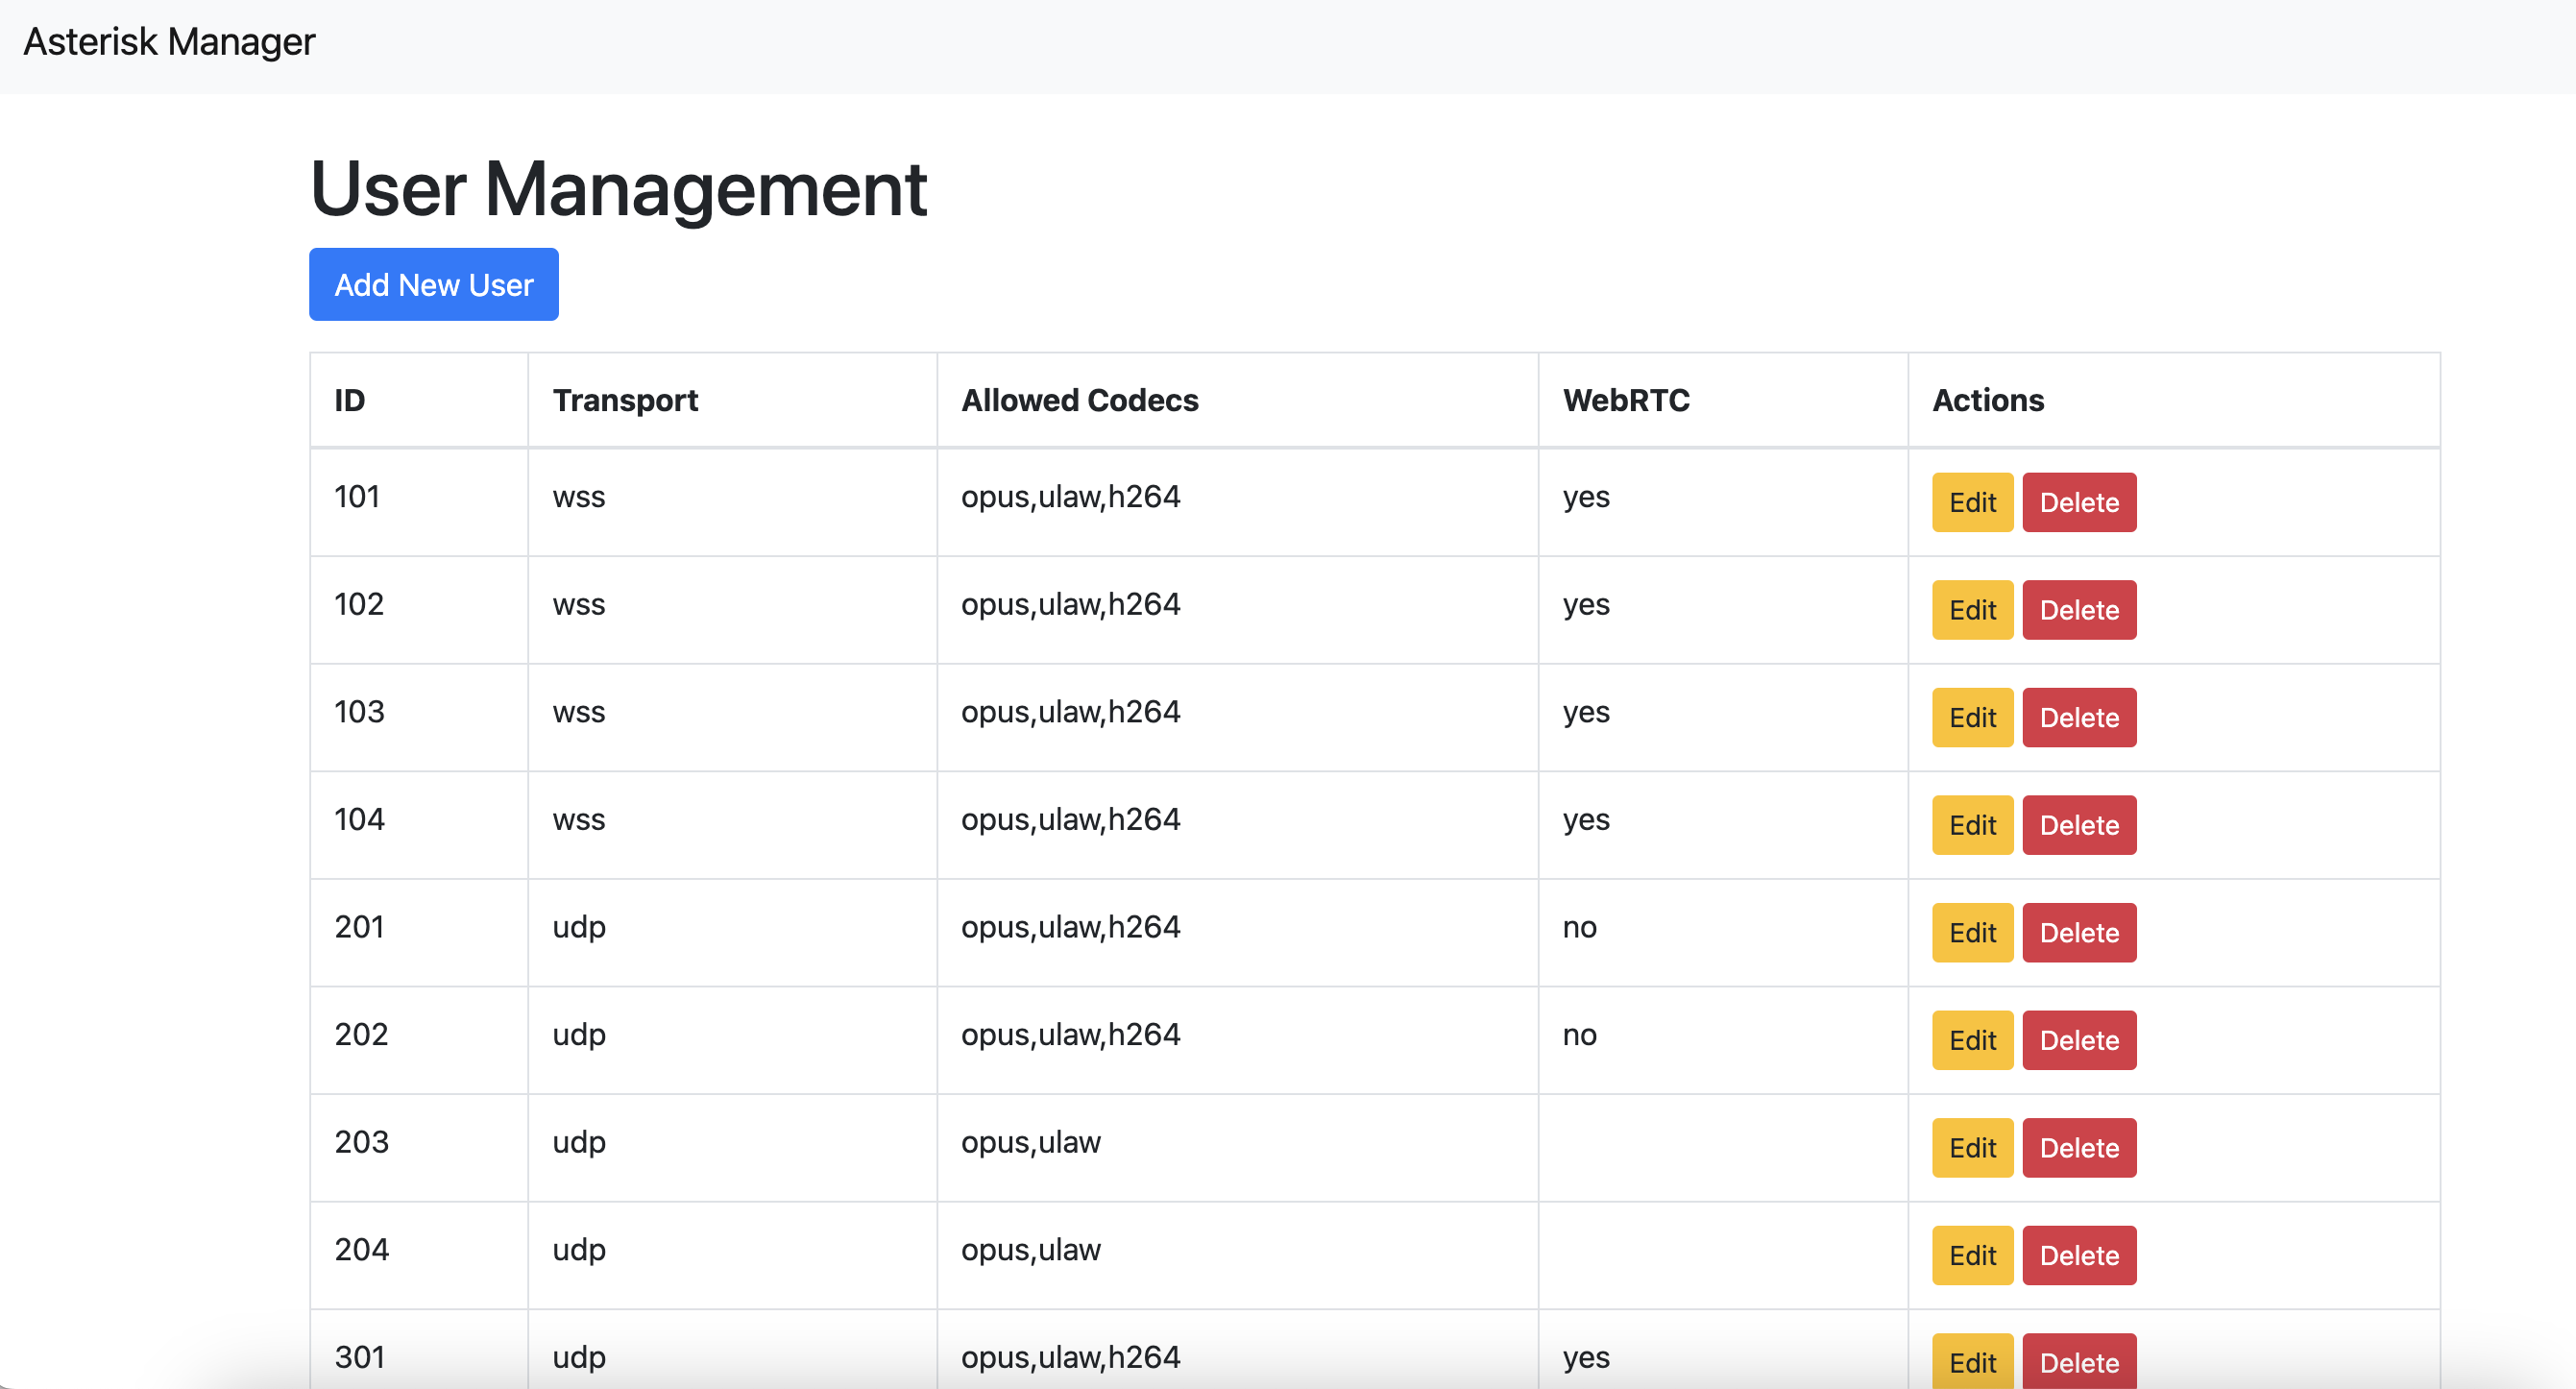 Asterisk Manager
User Management
Add New User
ID Transport Allowed Codecs WebRTC Actions
101 wss opus,ulaw,h264 yes Edit Delete
102 wss opus,ulaw,h264 yes Edit Delete
103 wss opus,ulaw,h264 yes Edit Delete
104 wss opus,ulaw,h264 yes Edit Delete
201 udp opus,ulaw,h264 no Edit Delete
202 udp opus,ulaw,h264 no Edit Delete
203 udp opus,ulaw Edit Delete
204 udp opus,ulaw Edit Delete
301 udp opus,ulaw,h264 yes Edit Delete